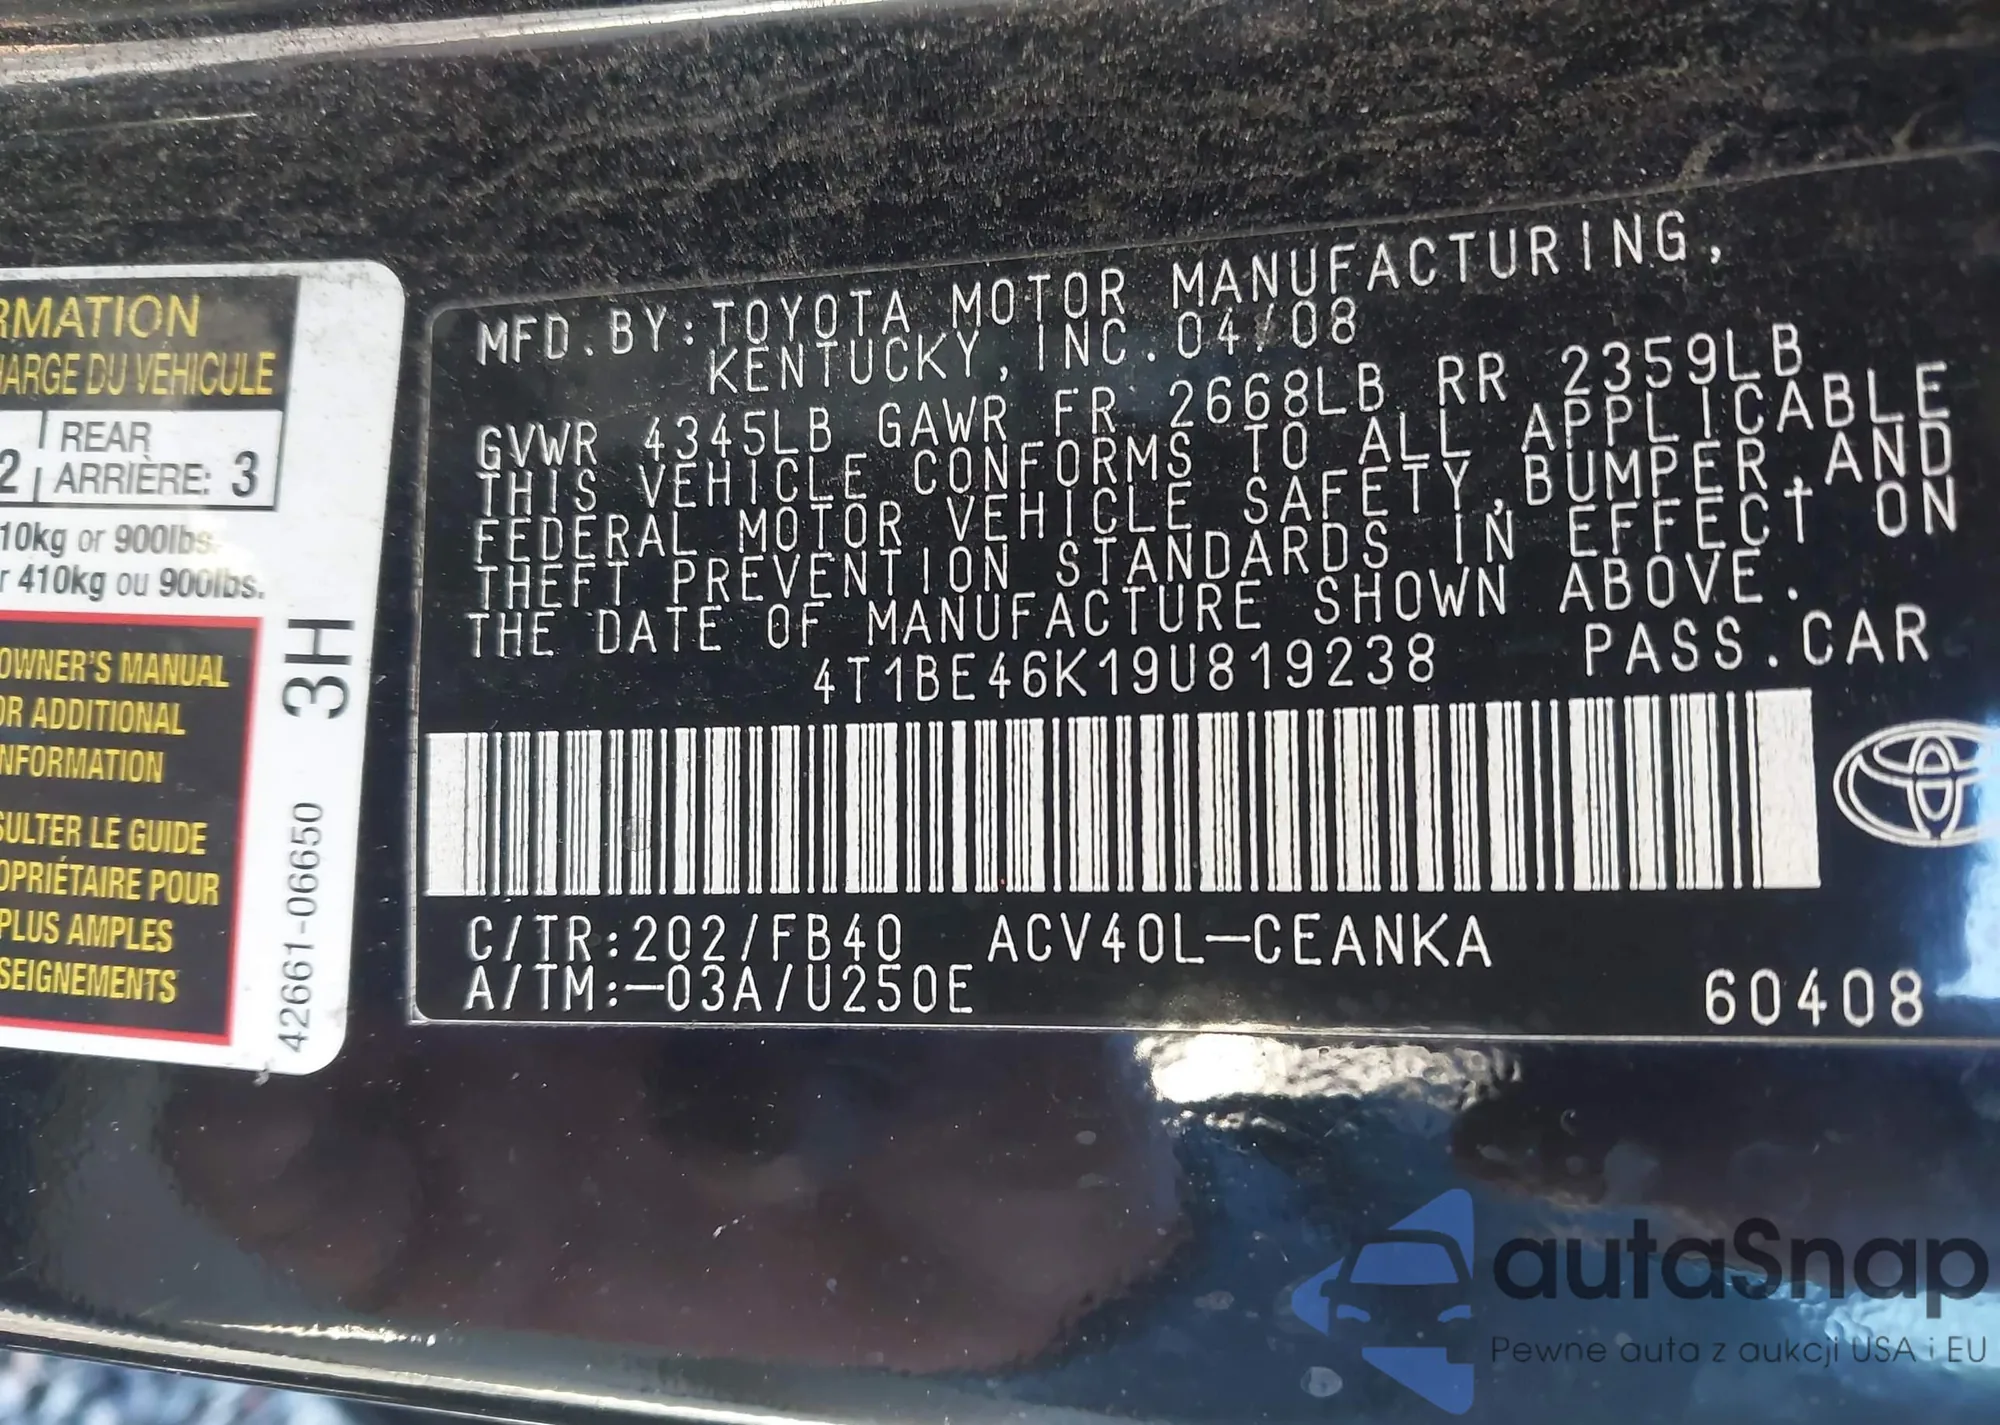 RMATION
HARGE DU VÉHICULE
2 | REAR
ARRIÈRE: 3
10kg or 900lbs.
r 410kg ou 900lbs.
OWNER'S MANUAL
OR ADDITIONAL
NFORMATION
SULTER LE GUIDE
OPRIÉTAIRE POUR
PLUS AMPLES
SEIGNEMENTS
3H
42661-06650
MFD.BY:TOYOTA MOTOR MANUFACTURING,
KENTUCKY, INC.04/08
GVWR 4345LB GAWR FR 2668LB RR 2359LB
THIS VEHICLE CONFORMS TO ALL APPLICABLE
FEDERAL MOTOR VEHICLE SAFETY,BUMPER,AND
THEFT PREVENTION STANDARDS IN EFFECT ON
THE DATE OF MANUFACTURE SHOWN ABOVE.
4T1BE46K19U819238 PASS.CAR
C/TR:202/FB40 ACV40L-CEANKA
A/TM:-03A/U250E
60408
autaSnap
Pewne auta z aukcji USA i EU